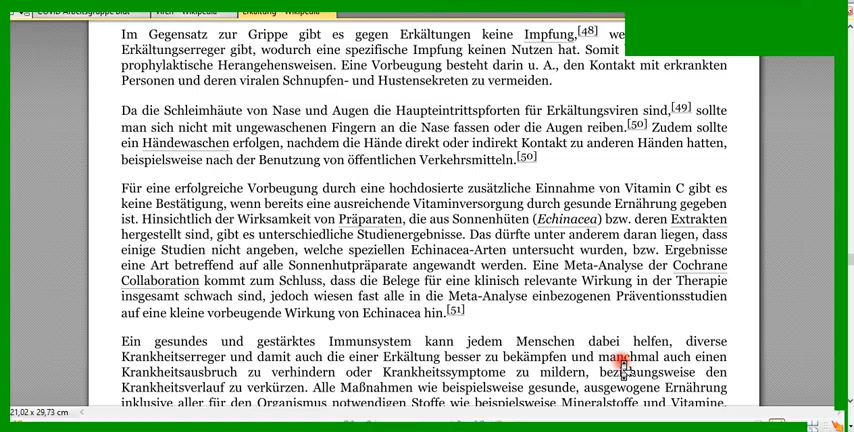 Erkältung – Wikipedia
Im Gegensatz zur Grippe gibt es gegen Erkältungen keine Impfung,[48] we
Erkältungserreger gibt, wodurch eine spezifische Impfung keinen Nutzen hat. Somit
prophylaktische Herangehensweisen. Eine Vorbeugung besteht darin u. A., den Kontakt mit erkrankten
Personen und deren viralen Schnupfen- und Hustensekreten zu vermeiden.
Da die Schleimhäute von Nase und Augen die Haupteintrittspforten für Erkältungsviren sind,[49] sollte
man sich nicht mit ungewaschenen Fingern an die Nase fassen oder die Augen reiben.[50] Zudem sollte
ein Händewaschen erfolgen, nachdem die Hände direkt oder indirekt Kontakt zu anderen Händen hatten,
beispielsweise nach der Benutzung von öffentlichen Verkehrsmitteln.[50]
Für eine erfolgreiche Vorbeugung durch eine hochdosierte zusätzliche Einnahme von Vitamin C gibt es
keine Bestätigung, wenn bereits eine ausreichende Vitaminversorgung durch gesunde Ernährung gegeben
ist. Hinsichtlich der Wirksamkeit von Präparaten, die aus Sonnenhüten (Echinacea) bzw. deren Extrakten
hergestellt sind, gibt es unterschiedliche Studienergebnisse. Das dürfte unter anderem daran liegen, dass
einige Studien nicht angeben, welche speziellen Echinacea-Arten untersucht wurden, bzw. Ergebnisse
eine Art betreffend auf alle Sonnenhutpräparate angewandt werden. Eine Meta-Analyse der Cochrane
Collaboration kommt zum Schluss, dass die Belege für eine klinisch relevante Wirkung in der Therapie
insgesamt schwach sind, jedoch wiesen fast alle in die Meta-Analyse einbezogenen Präventionsstudien
auf eine kleine vorbeugende Wirkung von Echinacea hin.[51]
Ein gesundes und gestärktes Immunsystem kann jedem Menschen dabei helfen, diverse
Krankheitserreger und damit auch die einer Erkältung besser zu bekämpfen und manchmal auch einen
Krankheitsausbruch zu verhindern oder Krankheitssymptome zu mildern, beziehungsweise den
Krankheitsverlauf zu verkürzen. Alle Maßnahmen wie beispielsweise gesunde, ausgewogene Ernährung
inklusive aller für den Organismus notwendigen Stoffe wie beispielsweise Mineralstoffe und Vitamine,
21,02 x 29,73 cm